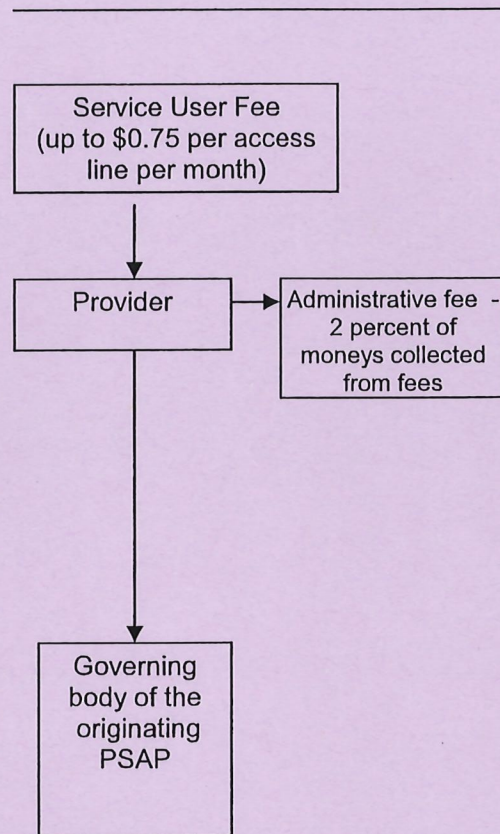 Service User Fee
(up to $0.75 per access
line per month)
Provider
Administrative fee -
2 percent of
moneys collected
from fees
Governing
body of the
originating
PSAP